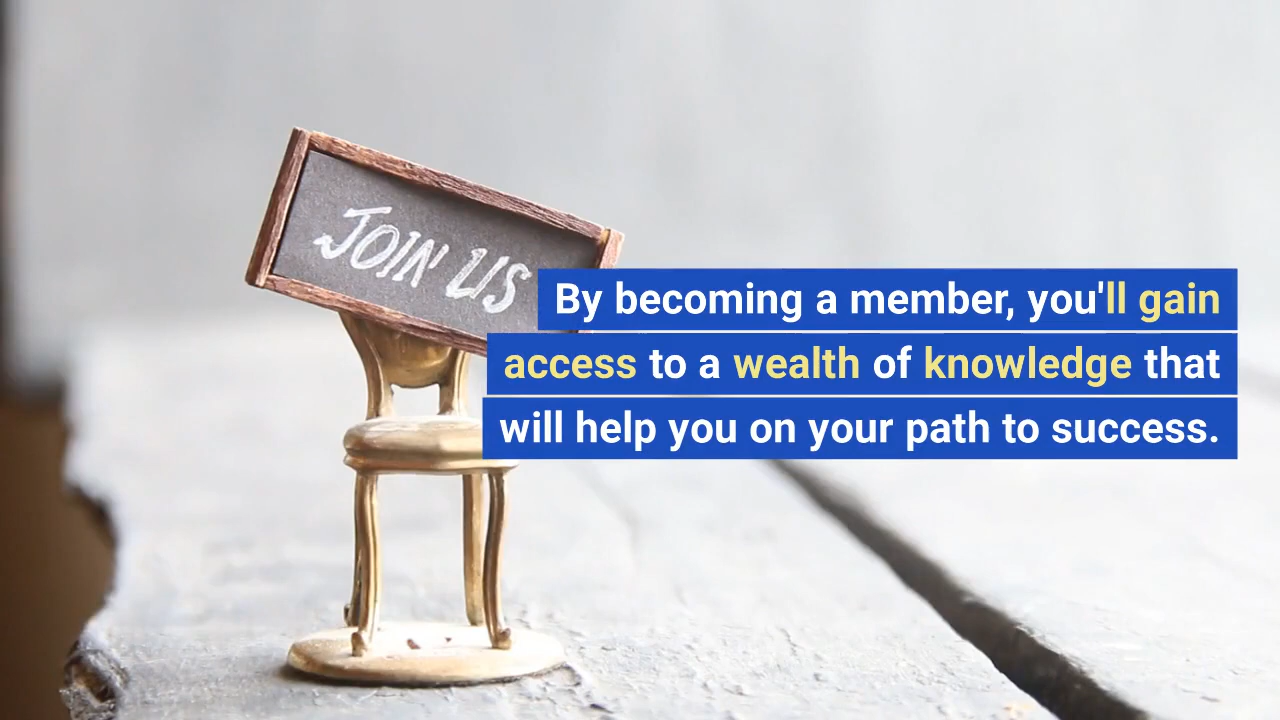 JOIN US
By becoming a member, you'll gain
access to a wealth of knowledge that
will help you on your path to success.